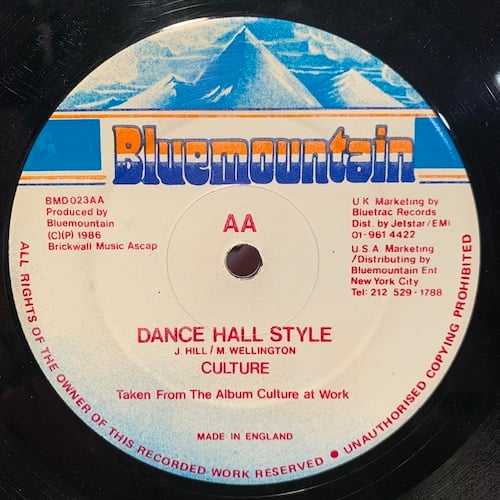 Bluemountain
BMD023AA
Produced by
Bluemountain
(C)(P) 1986
Brickwall Music Ascap
AA
U K Marketing by
Bluetrac Records
Dist. by Jetstar/EMI
01-961 4422
U.S.A Marketing
/Distributing by
Bluemountain Ent
New York City
Tel: 212 529-1788
DANCE HALL STYLE
J. HILL / M. WELLINGTON
CULTURE
Taken From The Album Culture at Work
MADE IN ENGLAND
ALL RIGHTS OF THE OWNER OF THIS RECORDED WORK RESERVED ● UNAUTHORISED COPYING PROHIBITED